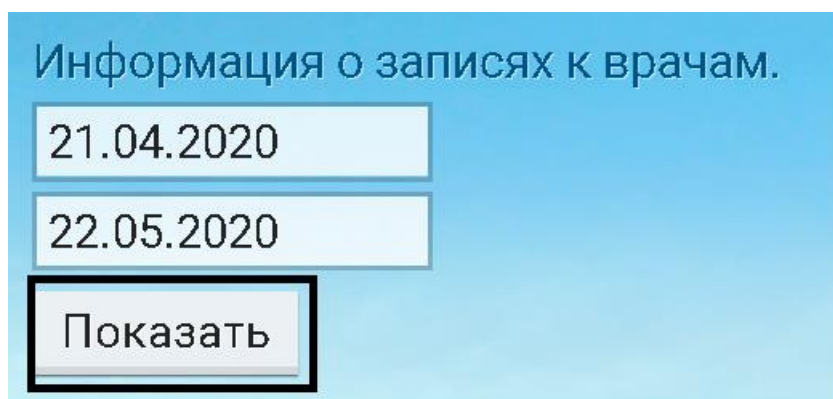 Информация о записях к врачам.
21.04.2020
22.05.2020
Показать